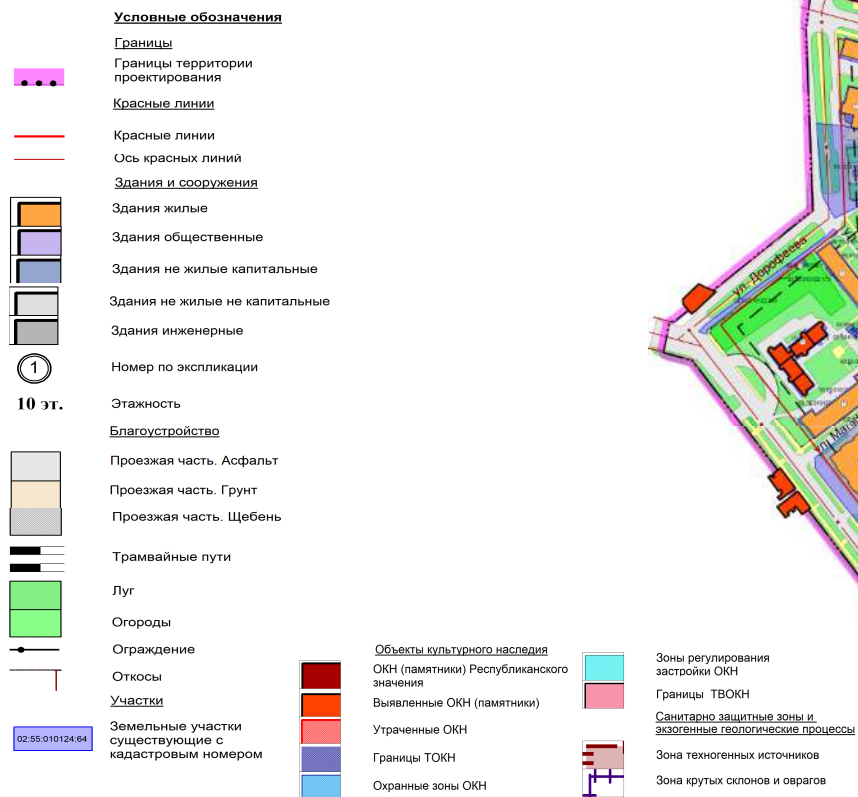 Условные обозначения
Границы
Границы территории
проектирования
Красные линии
Красные линии
Ось красных линий
Здания и сооружения
Здания жилые
Здания общественные
Здания не жилые капитальные
Здания не жилые не капитальные
Здания инженерные
1
Номер по экспликации
10 эт.
Этажность
Благоустройство
Проезжая часть. Асфальт
Проезжая часть. Грунт
Проезжая часть. Щебень
Трамвайные пути
Луг
Огороды
Ограждение
Откосы
Участки
02:55:010124:64
Земельные участки
существующие с
кадастровым номером
Объекты культурного наследия
ОКН (памятники) Республиканского
значения
Выявленные ОКН (памятники)
Утраченные ОКН
Границы ТОКН
Охранные зоны ОКН
Зоны регулирования
застройки ОКН
Границы ТВОКН
Санитарно защитные зоны и
экзогенные геологические процессы
Зона техногенных источников
Зона крутых склонов и оврагов
ул. Дорофеева